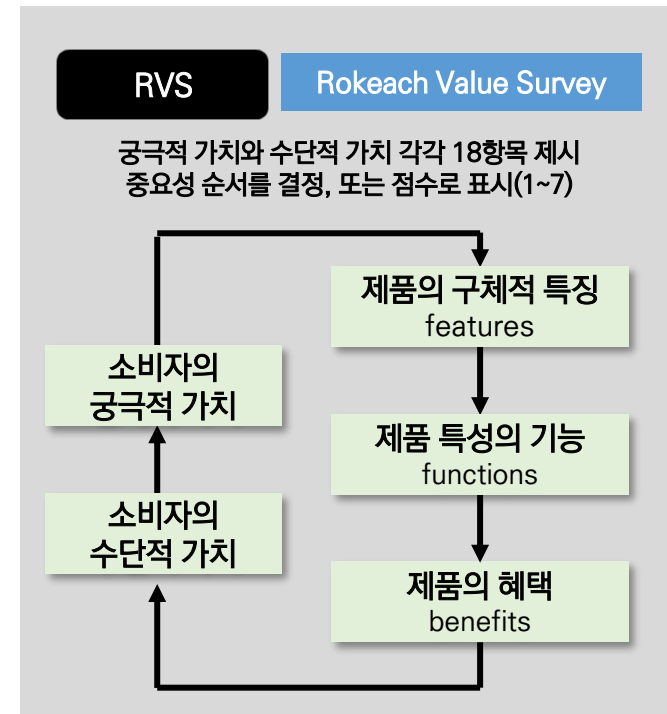 RVS
Rokeach Value Survey
궁극적 가치와 수단적 가치 각각 18항목 제시
중요성 순서를 결정, 또는 점수로 표시(1~7)
제품의 구체적 특징
features
소비자의
궁극적 가치
제품 특성의 기능
functions
소비자의
수단적 가치
제품의 혜택
benefits